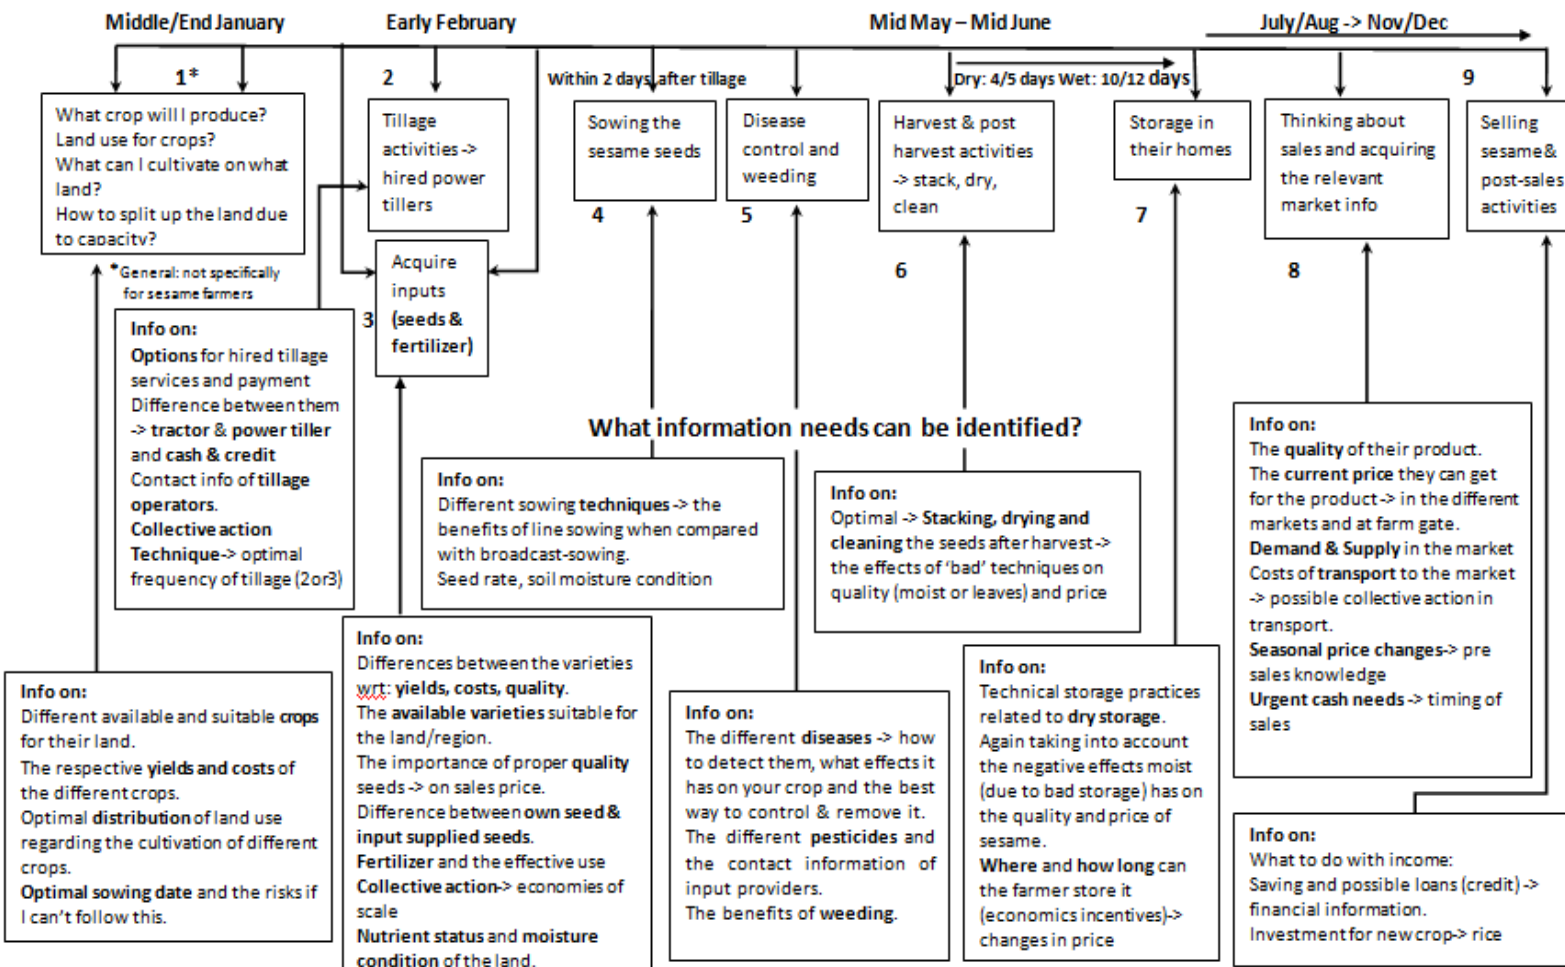 Middle/End January
Early February
Mid May – Mid June
July/Aug -> Nov/Dec
1*
2
Within 2 days after tillage
Dry: 4/5 days Wet: 10/12 days
9
What crop will I produce?
Land use for crops?
What can I cultivate on what
land?
How to split up the land due
to capacity?
Tillage
activities ->
hired power
tillers
Sowing the
sesame seeds
Disease
control and
weeding
Harvest & post
harvest activities
-> stack, dry,
clean
Storage in
their homes
Thinking about
sales and acquiring
the relevant
market info
Selling
sesame&
post-sales
activities
4
5
7
6
8
*General: not specifically
for sesame farmers
3
Acquire
inputs
(seeds &
fertilizer)
Info on:
Options for hired tillage
services and payment
Difference between them
-> tractor & power tiller
and cash & credit
Contact info of tillage
operators.
Collective action
Technique-> optimal
frequency of tillage (2or3)
What information needs can be identified?
Info on:
Different sowing techniques -> the
benefits of line sowing when compared
with broadcast-sowing.
Seed rate, soil moisture condition
Info on:
Optimal -> Stacking, drying and
cleaning the seeds after harvest->
the effects of ‘bad’ techniques on
quality (moist or leaves) and price
Info on:
The quality of their product.
The current price they can get
for the product -> in the different
markets and at farm gate.
Demand & Supply in the market
Costs of transport to the market
-> possible collective action in
transport.
Seasonal price changes-> pre
sales knowledge
Urgent cash needs -> timing of
sales
Info on:
Different available and suitable crops
for their land.
The respective yields and costs of
the different crops.
Optimal distribution of land use
regarding the cultivation of different
crops.
Optimal sowing date and the risks if
I can’t follow this.
Info on:
Differences between the varieties
wrt: yields, costs, quality.
The available varieties suitable for
the land/region.
The importance of proper quality
seeds -> on sales price.
Difference between own seed &
input supplied seeds.
Fertilizer and the effective use
Collective action-> economies of
scale
Nutrient status and moisture
condition of the land.
Info on:
The different diseases -> how
to detect them, what effects it
has on your crop and the best
way to control & remove it.
The different pesticides and
the contact information of
input providers.
The benefits of weeding.
Info on:
Technical storage practices
related to dry storage.
Again taking into account
the negative effects moist
(due to bad storage) has on
the quality and price of
sesame.
Where and how long can
the farmer store it
(economics incentives)->
changes in price
Info on:
What to do with income:
Saving and possible loans (credit) ->
financial information.
Investment for new crop-> rice